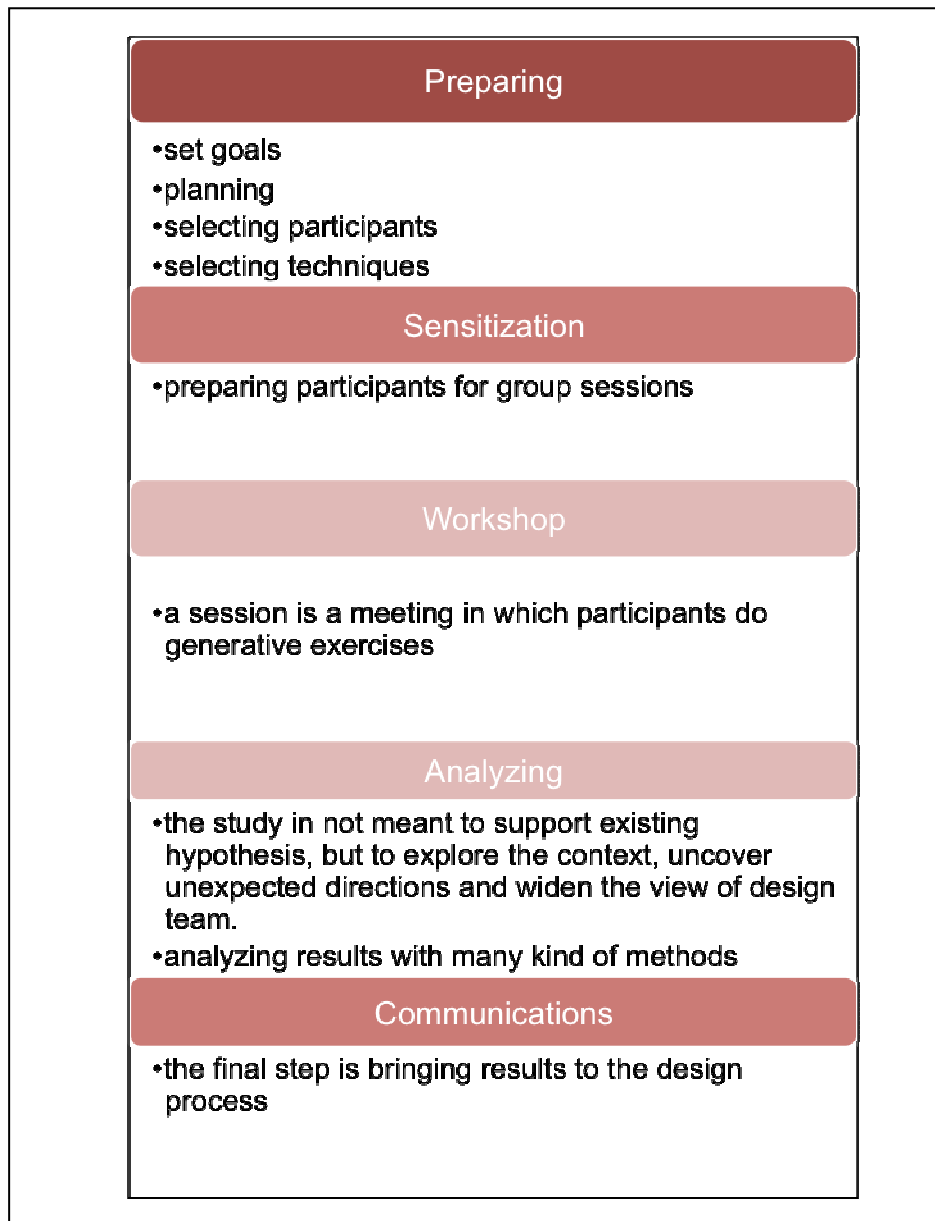 Preparing
•set goals
•planning
•selecting participants
•selecting techniques
Sensitization
•preparing participants for group sessions
Workshop
•a session is a meeting in which participants do
generative exercises
Analyzing
•the study in not meant to support existing
hypothesis, but to explore the context, uncover
unexpected directions and widen the view of design
team.
•analyzing results with many kind of methods
Communications
•the final step is bringing results to the design
process